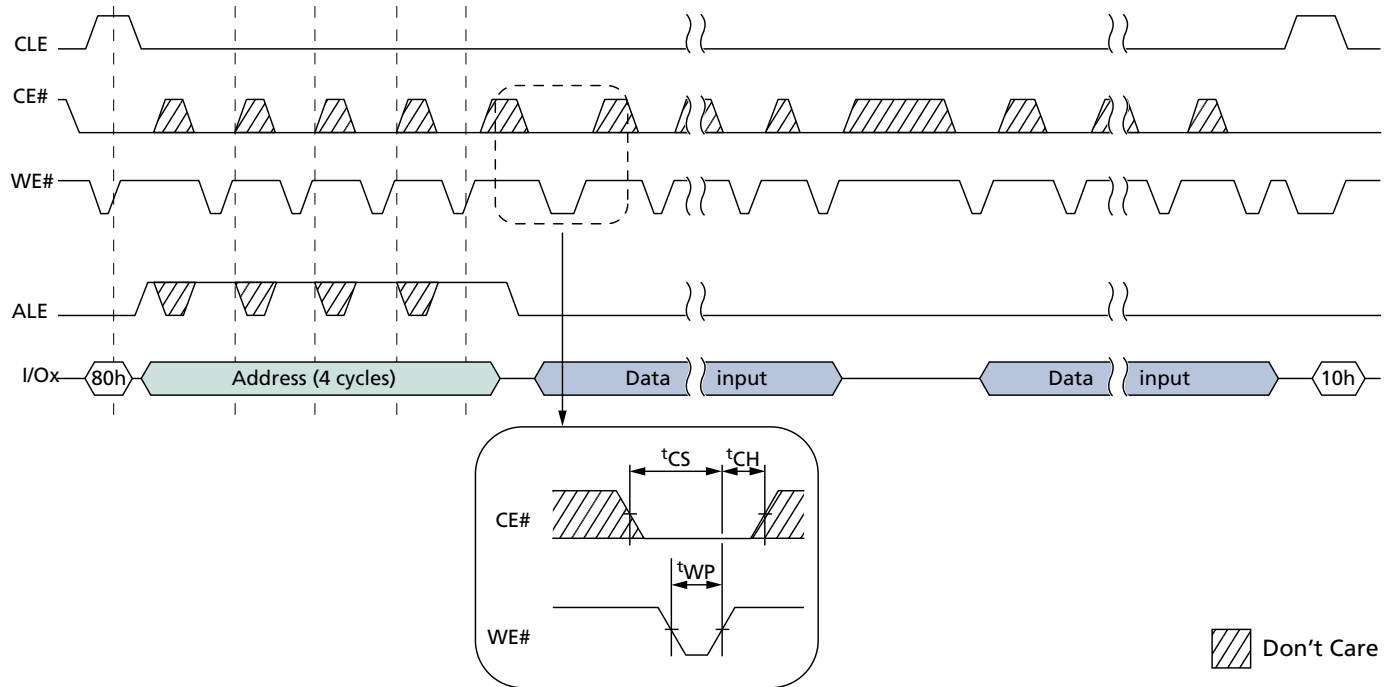 CLE
CE#
WE#
ALE
I/Ox 80h Address (4 cycles) Data input Data input 10h
tCS tCH
CE#
tWP
WE#
Don't Care